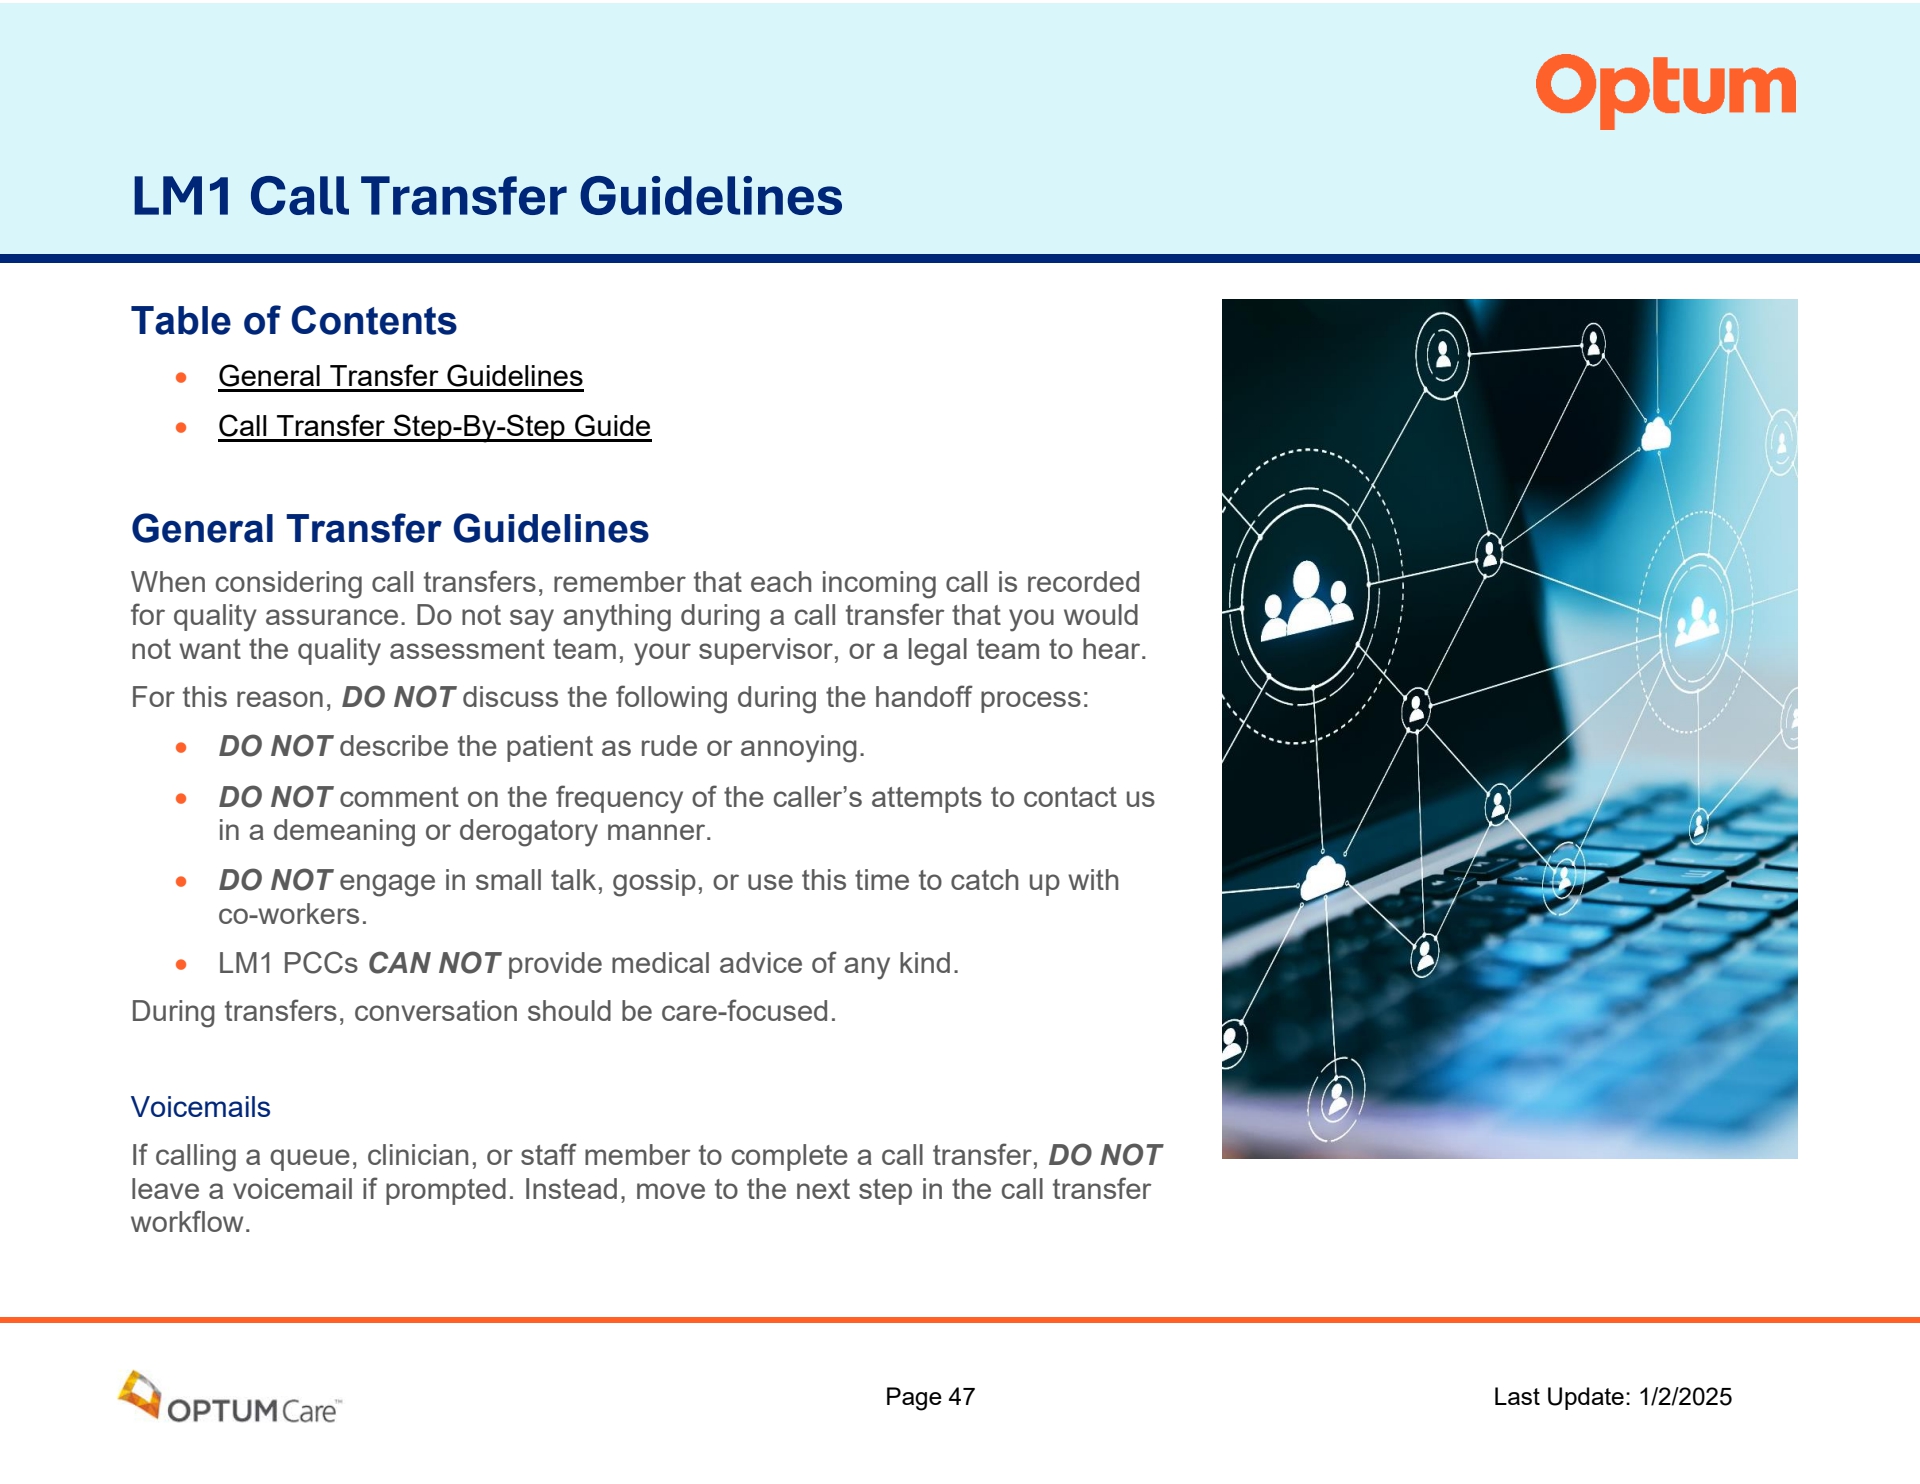 Optum
LM1 Call Transfer Guidelines
Table of Contents
• General Transfer Guidelines
• Call Transfer Step-By-Step Guide
General Transfer Guidelines
When considering call transfers, remember that each incoming call is recorded
for quality assurance. Do not say anything during a call transfer that you would
not want the quality assessment team, your supervisor, or a legal team to hear.
For this reason, DO NOT discuss the following during the handoff process:
• DO NOT describe the patient as rude or annoying.
• DO NOT comment on the frequency of the caller’s attempts to contact us
in a demeaning or derogatory manner.
• DO NOT engage in small talk, gossip, or use this time to catch up with
co-workers.
• LM1 PCCs CAN NOT provide medical advice of any kind.
During transfers, conversation should be care-focused.
Voicemails
If calling a queue, clinician, or staff member to complete a call transfer, DO NOT
leave a voicemail if prompted. Instead, move to the next step in the call transfer
workflow.
OPTUMCare™
Page 47
Last Update: 1/2/2025